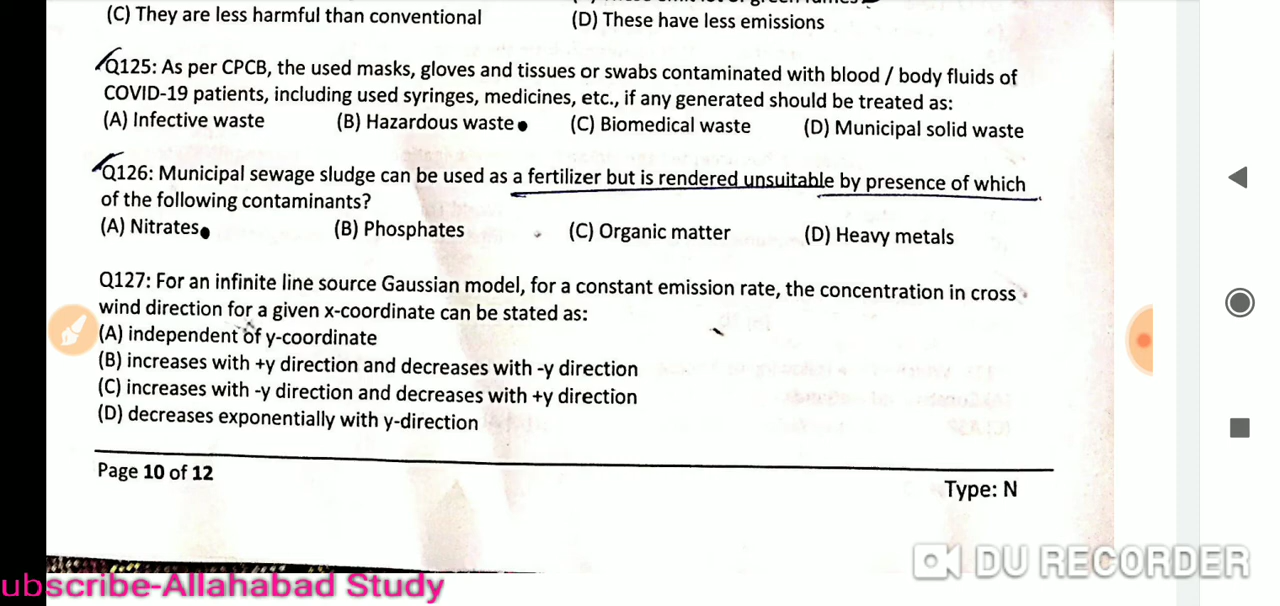 (C) They are less harmful than conventional (D) These have less emissions
Q125: As per CPCB, the used masks, gloves and tissues or swabs contaminated with blood / body fluids of
COVID-19 patients, including used syringes, medicines, etc., if any generated should be treated as:
(A) Infective waste (B) Hazardous waste (C) Biomedical waste (D) Municipal solid waste
Q126: Municipal sewage sludge can be used as a fertilizer but is rendered unsuitable by presence of which
of the following contaminants?
(A) Nitrates (B) Phosphates (C) Organic matter (D) Heavy metals
Q127: For an infinite line source Gaussian model, for a constant emission rate, the concentration in cross
wind direction for a given x-coordinate can be stated as:
(A) independent of y-coordinate
(B) increases with +y direction and decreases with -y direction
(C) increases with -y direction and decreases with +y direction
(D) decreases exponentially with y-direction
Page 10 of 12
Type: N
DU RECORDER
ubscribe-Allahabad Study